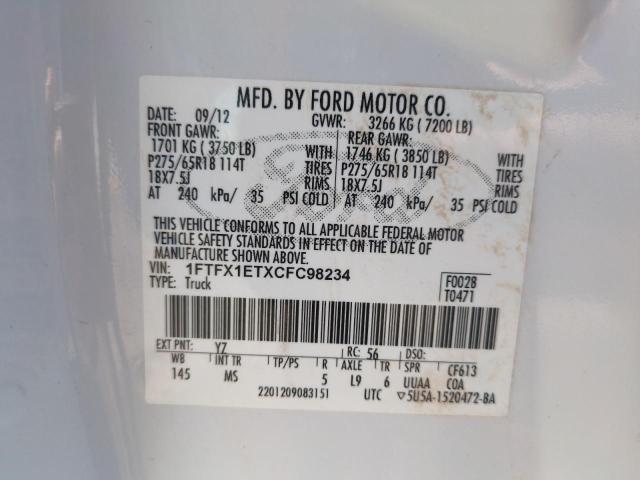 MFD. BY FORD MOTOR CO.
DATE: 09/12 GVWR: 3266 KG ( 7200 LB)
FRONT GAWR: REAR GAWR:
1701 KG ( 3750 LB) WITH 1746 KG ( 3850 LB) WITH
P275/65R18 114T TIRES P275/65R18 114T TIRES
18X7.5J RIMS 18X7.5J RIMS
AT 240 kPa/ 35 PSI COLD AT 240 kPa/ 35 PSI COLD
Ford
THIS VEHICLE CONFORMS TO ALL APPLICABLE FEDERAL MOTOR
VEHICLE SAFETY STANDARDS IN EFFECT ON THE DATE OF
MANUFACTURE SHOWN ABOVE.
VIN: 1FTFX1ETXCFC98234
TYPE: Truck
F0028
T0471
EXT PNT: YZ RC: 56 DSO:
WB INT TR TP/PS R AXLE TR SPR CF613
145 MS 5 L9 6 UUAA COA
2201209083151 UTC ▽5U5A-1520472-BA